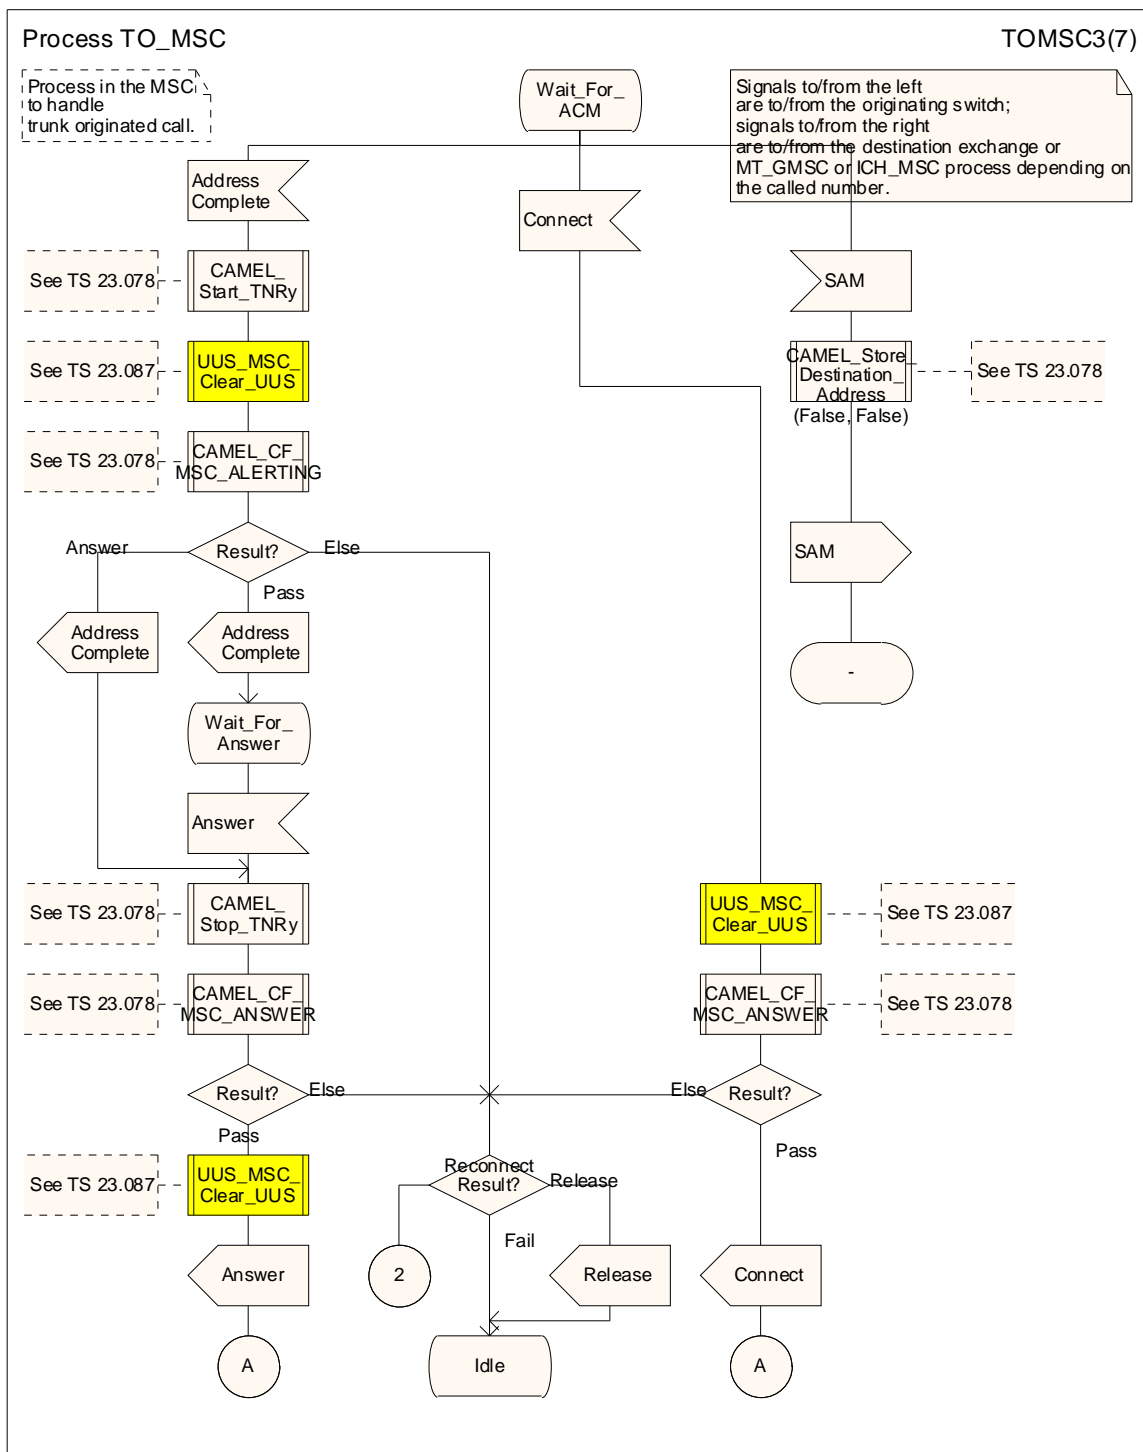 Process TO_MSC
TOMSC3(7)
Process in the MSC
to handle
trunk originated call.
Wait_For_
ACM
Signals to/from the left
are to/from the originating switch;
signals to/from the right
are to/from the destination exchange or
MT_GMSC or ICH_MSC process depending on
the called number.
Address
Complete
Connect
See TS 23.078
CAMEL_
Start_TNRy
SAM
See TS 23.087
UUS_MSC_
Clear_UUS
CAMEL_Store_
Destination_
Address
(False, False)
See TS 23.078
See TS 23.078
CAMEL_CF_
MSC_ALERTING
Answer
Result?
Else
Pass
SAM
Address
Complete
Address
Complete
-
Wait_For_
Answer
Answer
See TS 23.078
CAMEL_
Stop_TNRy
UUS_MSC_
Clear_UUS
See TS 23.087
See TS 23.078
CAMEL_CF_
MSC_ANSWER
CAMEL_CF_
MSC_ANSWER
See TS 23.078
Result?
Else
Else
Result?
Pass
Pass
See TS 23.087
UUS_MSC_
Clear_UUS
Reconnect
Result?
Release
Fail
Answer
2
Release
Connect
A
Idle
A